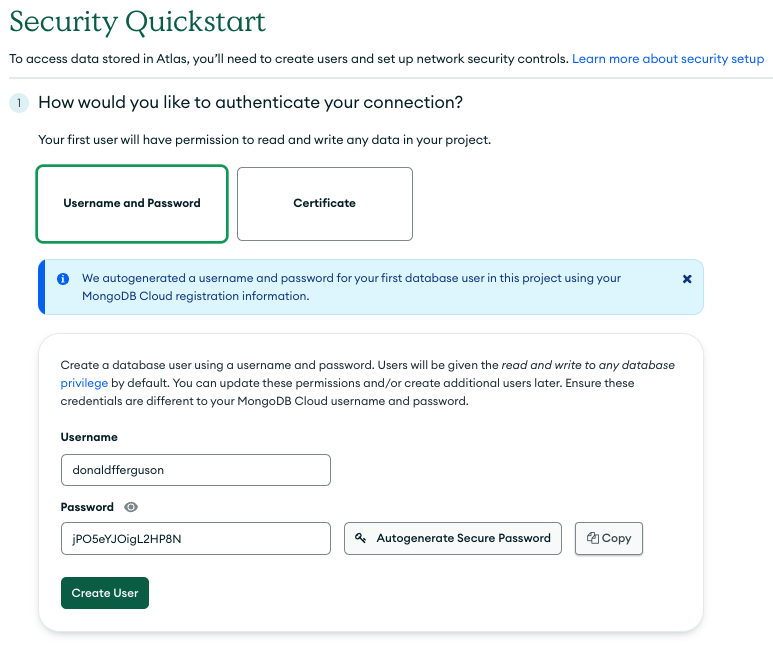 Security Quickstart
To access data stored in Atlas, you'll need to create users and set up network security controls. Learn more about security setup
1 How would you like to authenticate your connection?
Your first user will have permission to read and write any data in your project.
Username and Password Certificate
We autogenerated a username and password for your first database user in this project using your
MongoDB Cloud registration information.
Create a database user using a username and password. Users will be given the read and write to any database
privilege by default. You can update these permissions and/or create additional users later. Ensure these
credentials are different to your MongoDB Cloud username and password.
Username
donaldfferguson
Password
jPO5eYJOigL2HP8N Autogenerate Secure Password Copy
Create User